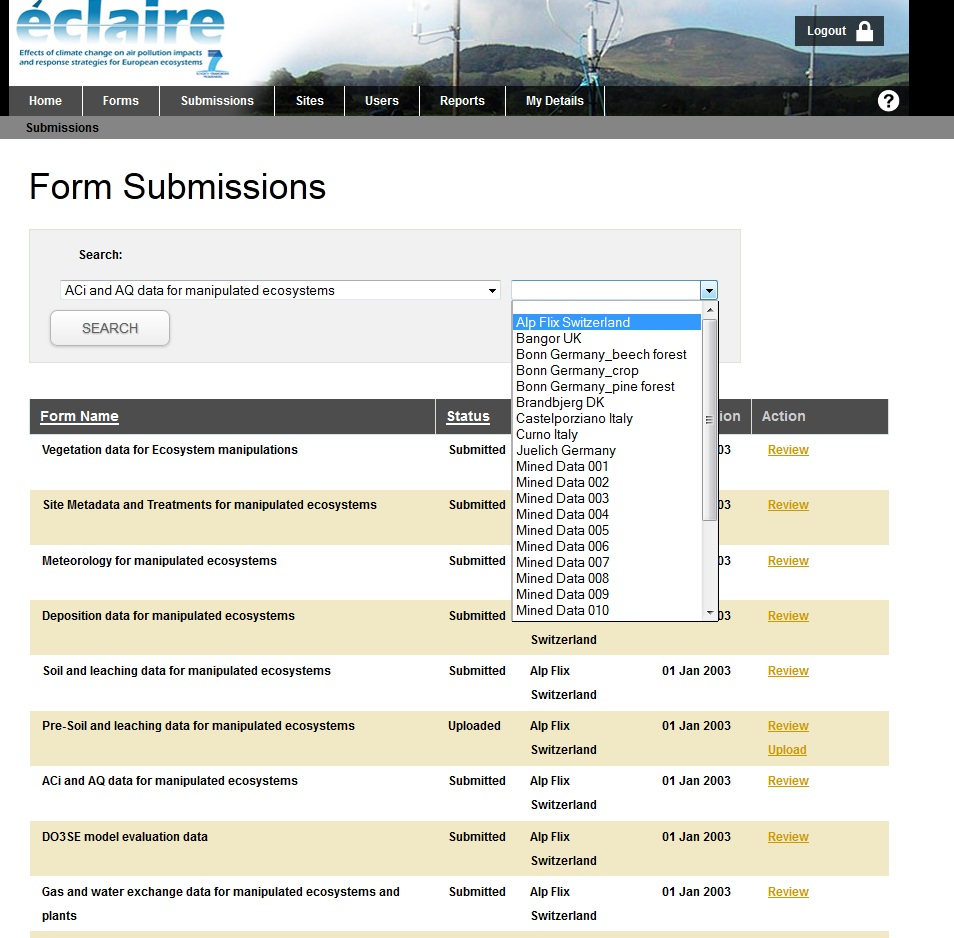 éclaire
Effects of climate change on air pollution impacts
and response strategies for European ecosystems
7
Logout
Home Forms Submissions Sites Users Reports My Details ?
Submissions
Form Submissions
Search:
ACi and AQ data for manipulated ecosystems
SEARCH
Alp Flix Switzerland
Bangor UK
Bonn Germany_beech forest
Bonn Germany_crop
Bonn Germany_pine forest
Brandbjerg DK
Castelporziano Italy
Curno Italy
Juelich Germany
Mined Data 001
Mined Data 002
Mined Data 003
Mined Data 004
Mined Data 005
Mined Data 006
Mined Data 007
Mined Data 008
Mined Data 009
Mined Data 010
Form Name Status ion Action
Vegetation data for Ecosystem manipulations Submitted 03 Review
Site Metadata and Treatments for manipulated ecosystems Submitted 03 Review
Meteorology for manipulated ecosystems Submitted 03 Review
Deposition data for manipulated ecosystems Submitted 03 Review
Switzerland
Soil and leaching data for manipulated ecosystems Submitted Alp Flix 01 Jan 2003 Review
Switzerland
Pre-Soil and leaching data for manipulated ecosystems Uploaded Alp Flix 01 Jan 2003 Review
Switzerland Upload
ACi and AQ data for manipulated ecosystems Submitted Alp Flix 01 Jan 2003 Review
Switzerland
DO3SE model evaluation data Submitted Alp Flix 01 Jan 2003 Review
Switzerland
Gas and water exchange data for manipulated ecosystems and Submitted Alp Flix 01 Jan 2003 Review
plants Switzerland